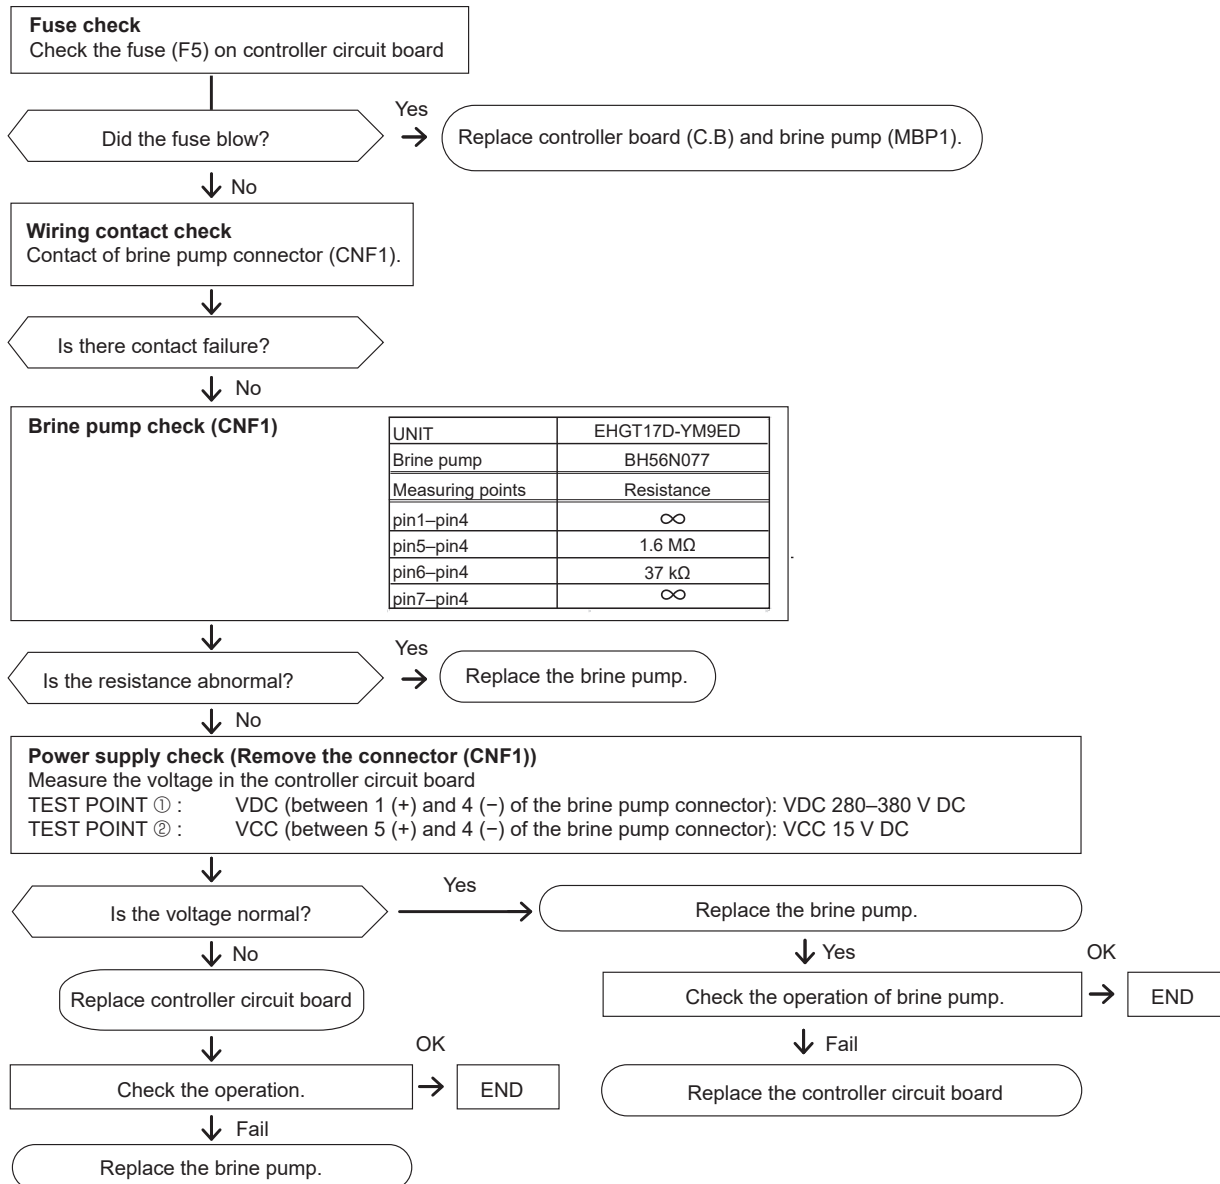 Fuse check
Check the fuse (F5) on controller circuit board
Did the fuse blow?
Yes
Replace controller board (C.B) and brine pump (MBP1).
No
Wiring contact check
Contact of brine pump connector (CNF1).
Is there contact failure?
No
Brine pump check (CNF1)
UNIT EHGT17D-YM9ED
Brine pump BH56N077
Measuring points Resistance
pin1–pin4 ∞
pin5–pin4 1.6 MΩ
pin6–pin4 37 kΩ
pin7–pin4 ∞
Is the resistance abnormal?
Yes
Replace the brine pump.
No
Power supply check (Remove the connector (CNF1))
Measure the voltage in the controller circuit board
TEST POINT ① : VDC (between 1 (+) and 4 (−) of the brine pump connector): VDC 280–380 V DC
TEST POINT ② : VCC (between 5 (+) and 4 (−) of the brine pump connector): VCC 15 V DC
Is the voltage normal?
Yes
Replace the brine pump.
Yes
Check the operation of brine pump.
OK
END
Fail
Replace the controller circuit board
No
Replace controller circuit board
Check the operation.
OK
END
Fail
Replace the brine pump.